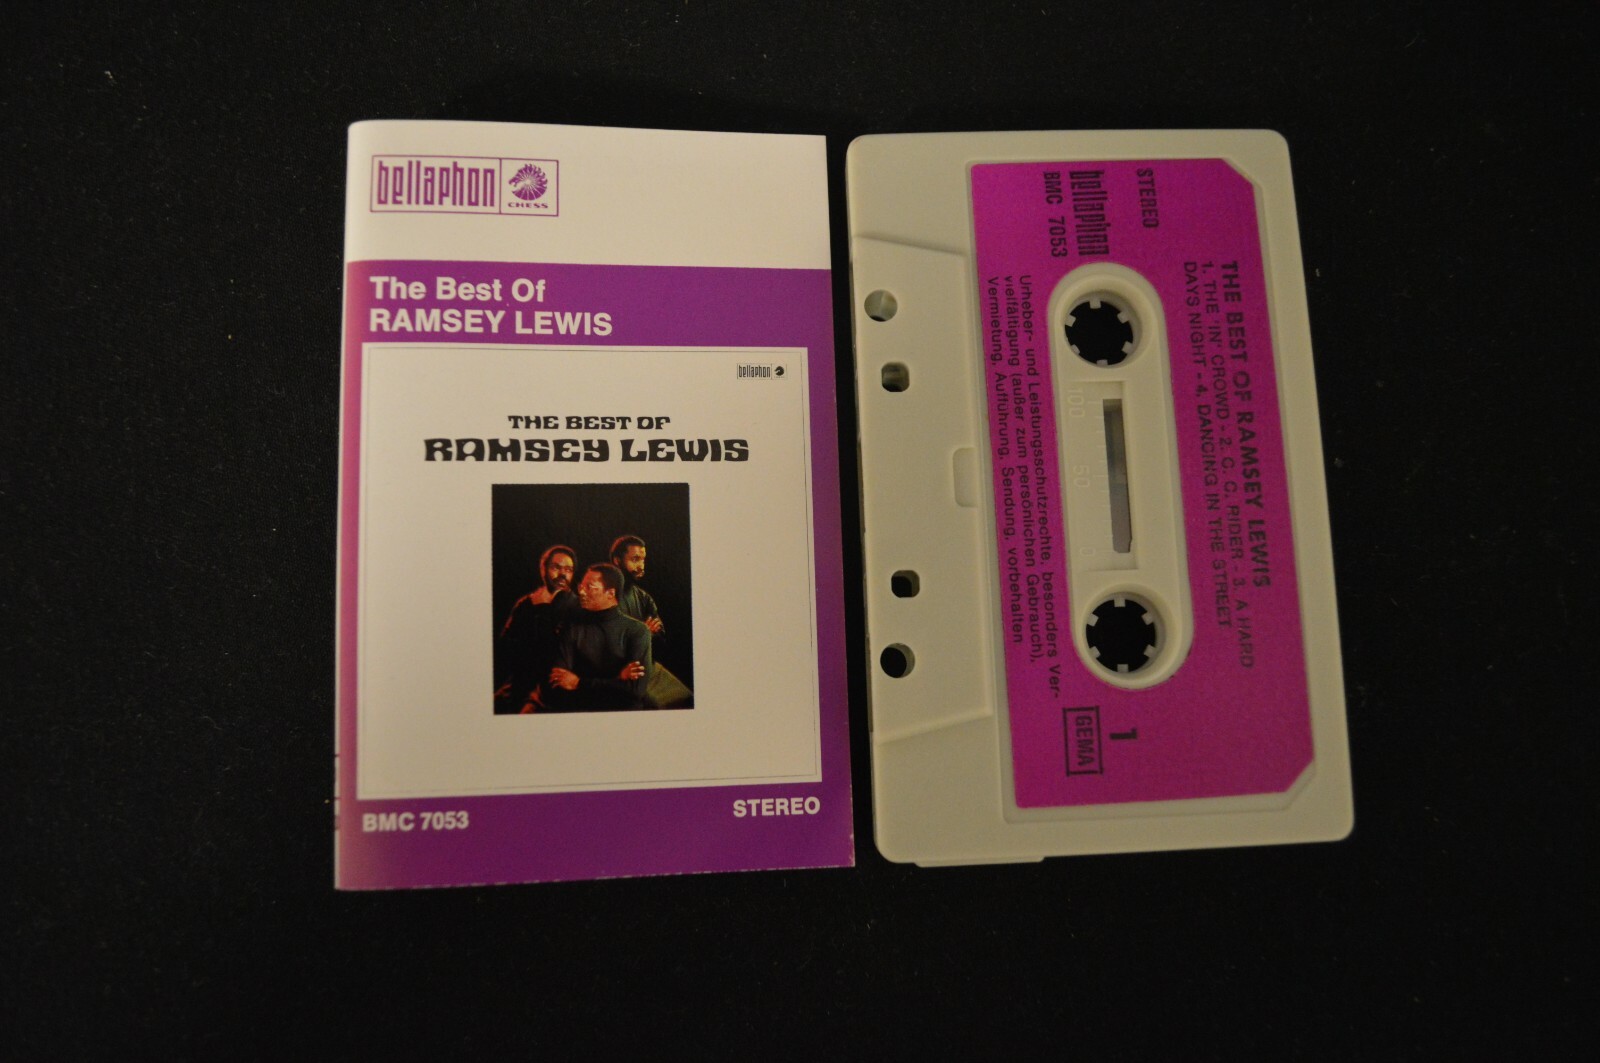 bellaphon
CHESS
The Best Of
RAMSEY LEWIS
bellaphon
THE BEST OF
RAMSEY LEWIS
BMC 7053
STEREO
STEREO
bellaphon
BMC 7053
THE BEST OF RAMSEY LEWIS
1. THE 'IN' CROWD - 2. C. C. RIDER - 3. A HARD
DAYS NIGHT - 4. DANCING IN THE STREET
100 50
Urheber- und Leistungsschutzrechte, besonders Ver-
vielfältigung (außer zum persönlichen Gebrauch),
Vermietung, Aufführung, Sendung, vorbehalten
1
GEMA